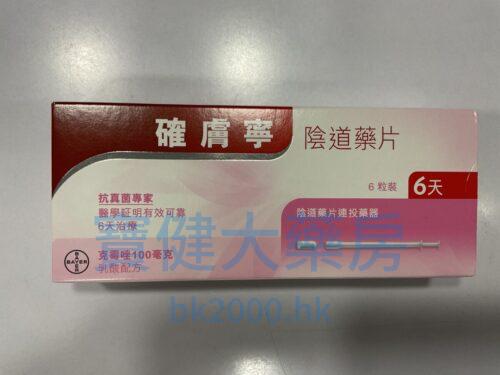 確膚寧
陰道藥片
6 粒裝
6天
抗真菌專家
醫學証明有效可靠
6天治療
陰道藥片連投藥器
寶健大藥房
克霉唑100毫克
乳酸配方
BAYER
BAYER
bk2000.hk